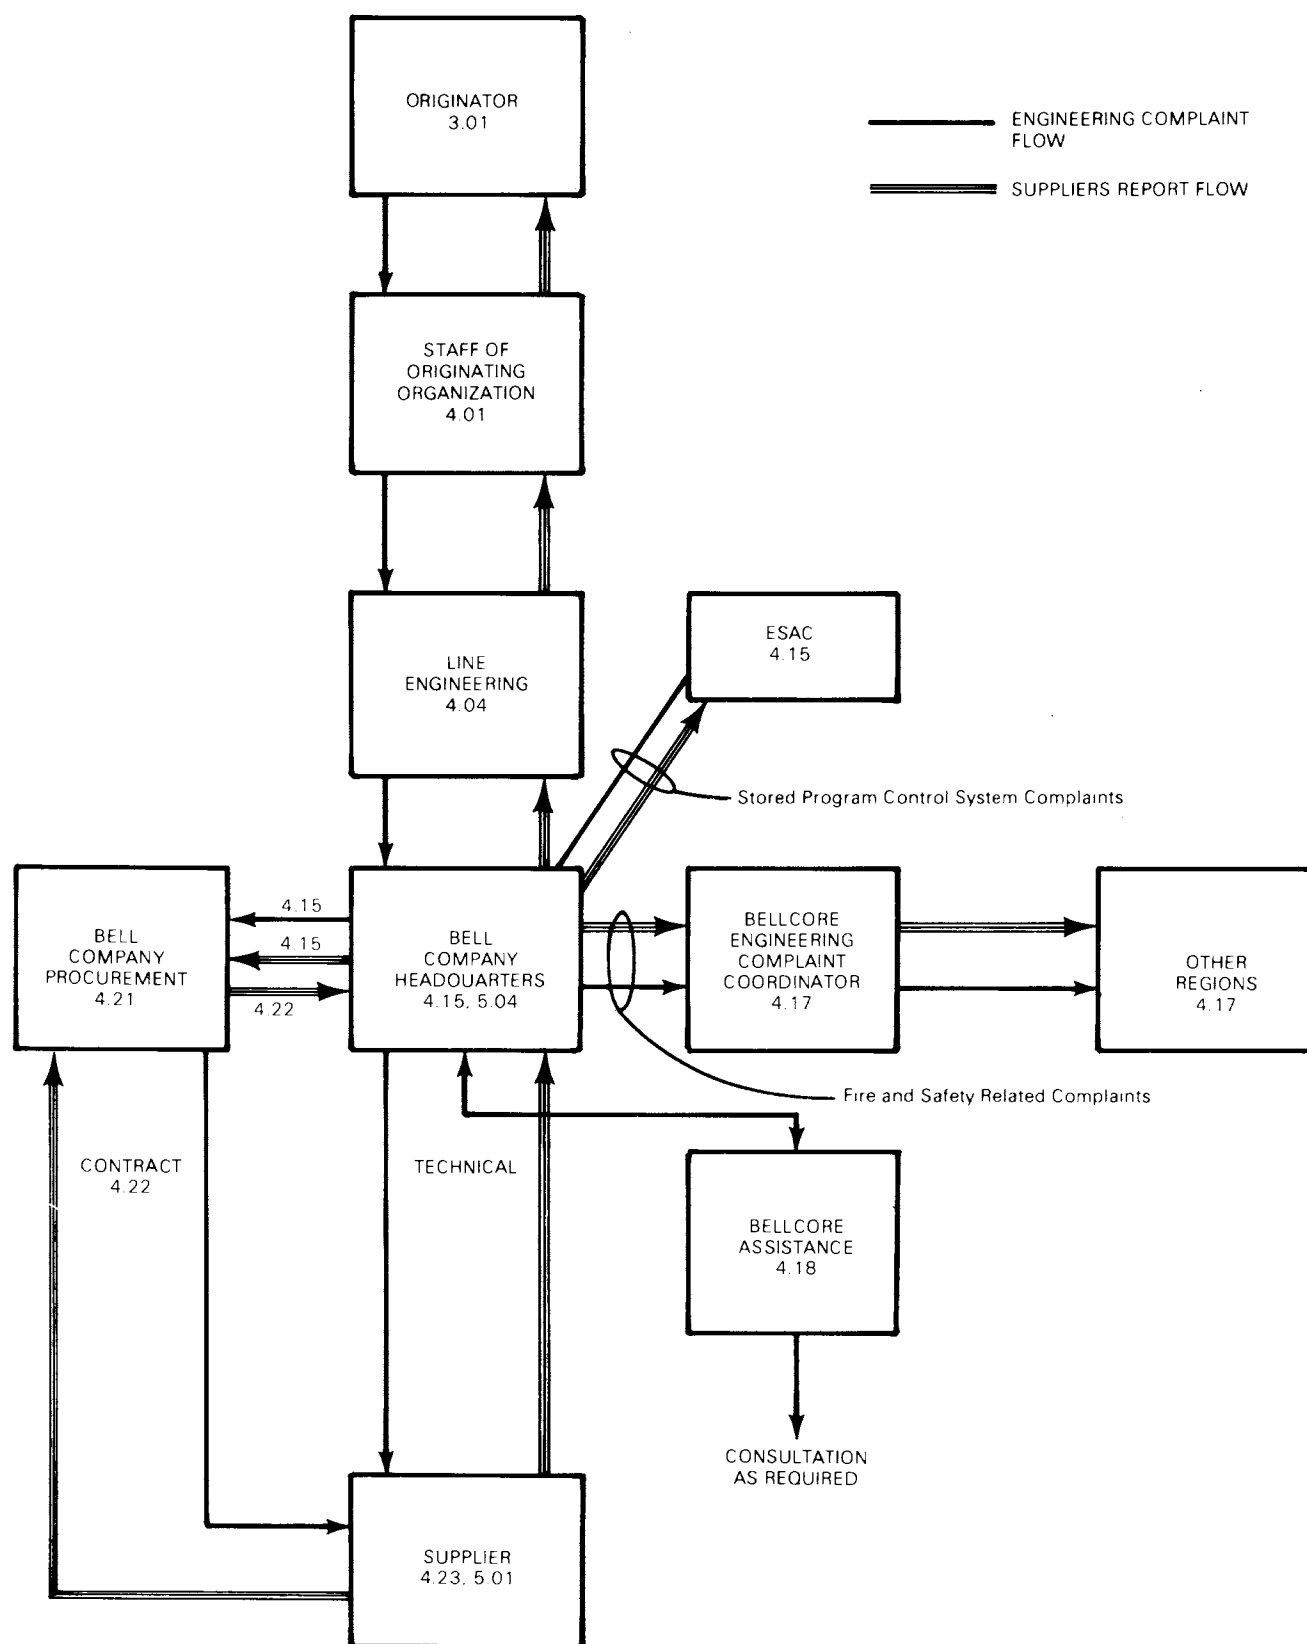 ORIGINATOR
3.01
ENGINEERING COMPLAINT
FLOW
SUPPLIERS REPORT FLOW
STAFF OF
ORIGINATING
ORGANIZATION
4.01
LINE
ENGINEERING
4.04
ESAC
4.15
Stored Program Control System Complaints
BELL
COMPANY
PROCUREMENT
4.21
4.15
4.15
4.22
BELL
COMPANY
HEADQUARTERS
4.15, 5.04
BELLCORE
ENGINEERING
COMPLAINT
COORDINATOR
4.17
OTHER
REGIONS
4.17
Fire and Safety Related Complaints
CONTRACT
4.22
TECHNICAL
BELLCORE
ASSISTANCE
4.18
CONSULTATION
AS REQUIRED
SUPPLIER
4.23, 5.01